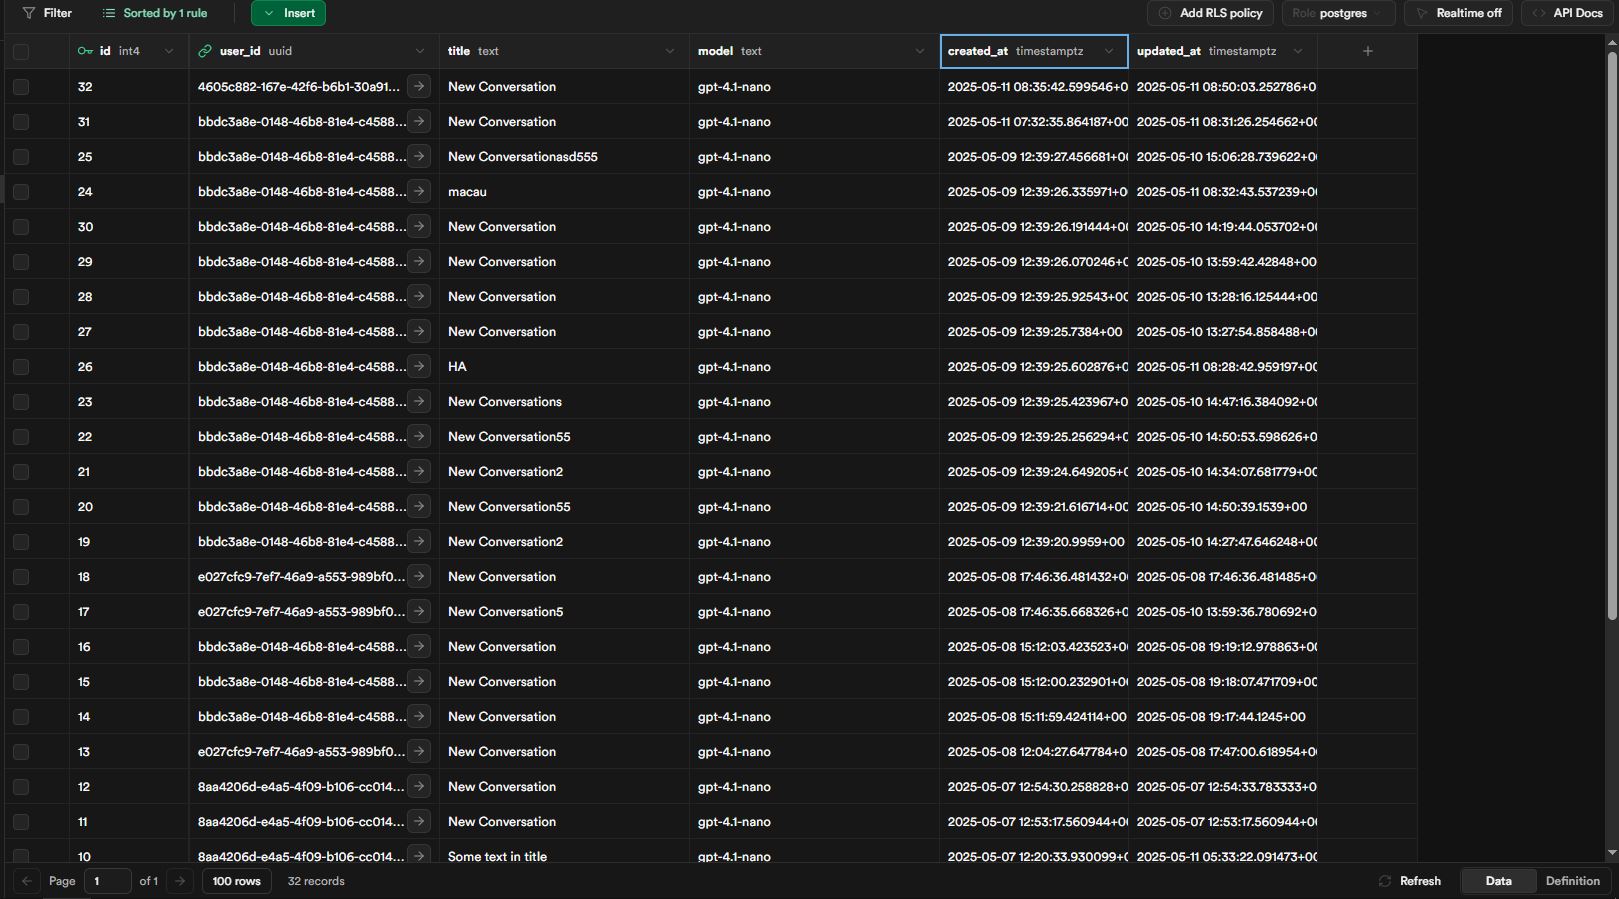 Filter Sorted by 1 rule Insert Add RLS policy Role postgres Realtime off API Docs
id int4 user_id uuid title text model text created_at timestamptz updated_at timestamptz
32 4605c882-167e-42f6-b6b1-30a91... New Conversation gpt-4.1-nano 2025-05-11 08:35:42.599546+0 2025-05-11 08:50:03.252786+0
31 bbdc3a8e-0148-46b8-81e4-c4588... New Conversation gpt-4.1-nano 2025-05-11 07:32:35.864187+00 2025-05-11 08:31:26.254662+00
25 bbdc3a8e-0148-46b8-81e4-c4588... New Conversationasd555 gpt-4.1-nano 2025-05-09 12:39:27.456681+0 2025-05-10 15:06:28.739622+0
24 bbdc3a8e-0148-46b8-81e4-c4588... macau gpt-4.1-nano 2025-05-09 12:39:26.335971+0 2025-05-11 08:32:43.537239+00
30 bbdc3a8e-0148-46b8-81e4-c4588... New Conversation gpt-4.1-nano 2025-05-09 12:39:26.191444+00 2025-05-10 14:19:44.053702+00
29 bbdc3a8e-0148-46b8-81e4-c4588... New Conversation gpt-4.1-nano 2025-05-09 12:39:26.070246+0 2025-05-10 13:59:42.42848+00
28 bbdc3a8e-0148-46b8-81e4-c4588... New Conversation gpt-4.1-nano 2025-05-09 12:39:25.92543+00 2025-05-10 13:28:16.125444+00
27 bbdc3a8e-0148-46b8-81e4-c4588... New Conversation gpt-4.1-nano 2025-05-09 12:39:25.7384+00 2025-05-10 13:27:54.858488+0
26 bbdc3a8e-0148-46b8-81e4-c4588... HA gpt-4.1-nano 2025-05-09 12:39:25.602876+0 2025-05-11 08:28:42.959197+00
23 bbdc3a8e-0148-46b8-81e4-c4588... New Conversations gpt-4.1-nano 2025-05-09 12:39:25.423967+0 2025-05-10 14:47:16.384092+0
22 bbdc3a8e-0148-46b8-81e4-c4588... New Conversation55 gpt-4.1-nano 2025-05-09 12:39:25.256294+0 2025-05-10 14:50:53.598626+0
21 bbdc3a8e-0148-46b8-81e4-c4588... New Conversation2 gpt-4.1-nano 2025-05-09 12:39:24.649205+0 2025-05-10 14:34:07.681779+00
20 bbdc3a8e-0148-46b8-81e4-c4588... New Conversation55 gpt-4.1-nano 2025-05-09 12:39:21.616714+00 2025-05-10 14:50:39.1539+00
19 bbdc3a8e-0148-46b8-81e4-c4588... New Conversation2 gpt-4.1-nano 2025-05-09 12:39:20.9959+00 2025-05-10 14:27:47.646248+00
18 e027cfc9-7ef7-46a9-a553-989bf0... New Conversation gpt-4.1-nano 2025-05-08 17:46:36.481432+0 2025-05-08 17:46:36.481485+0
17 e027cfc9-7ef7-46a9-a553-989bf0... New Conversation5 gpt-4.1-nano 2025-05-08 17:46:35.668326+0 2025-05-10 13:59:36.780692+0
16 bbdc3a8e-0148-46b8-81e4-c4588... New Conversation gpt-4.1-nano 2025-05-08 15:12:03.423523+0 2025-05-08 19:19:12.978863+00
15 bbdc3a8e-0148-46b8-81e4-c4588... New Conversation gpt-4.1-nano 2025-05-08 15:12:00.232901+0 2025-05-08 19:18:07.471709+00
14 bbdc3a8e-0148-46b8-81e4-c4588... New Conversation gpt-4.1-nano 2025-05-08 15:11:59.424114+00 2025-05-08 19:17:44.1245+00
13 e027cfc9-7ef7-46a9-a553-989bf0... New Conversation gpt-4.1-nano 2025-05-08 12:04:27.647784+0 2025-05-08 17:47:00.618954+0
12 8aa4206d-e4a5-4f09-b106-cc014... New Conversation gpt-4.1-nano 2025-05-07 12:54:30.258828+0 2025-05-07 12:54:33.783333+0
11 8aa4206d-e4a5-4f09-b106-cc014... New Conversation gpt-4.1-nano 2025-05-07 12:53:17.560944+0 2025-05-07 12:53:17.560944+00
10 8aa4206d-e4a5-4f09-b106-cc014... Some text in title gpt-4.1-nano 2025-05-07 12:20:33.930099+ 2025-05-11 05:33:22.091473+00
Page 1 of 1 100 rows 32 records Refresh Data Definition